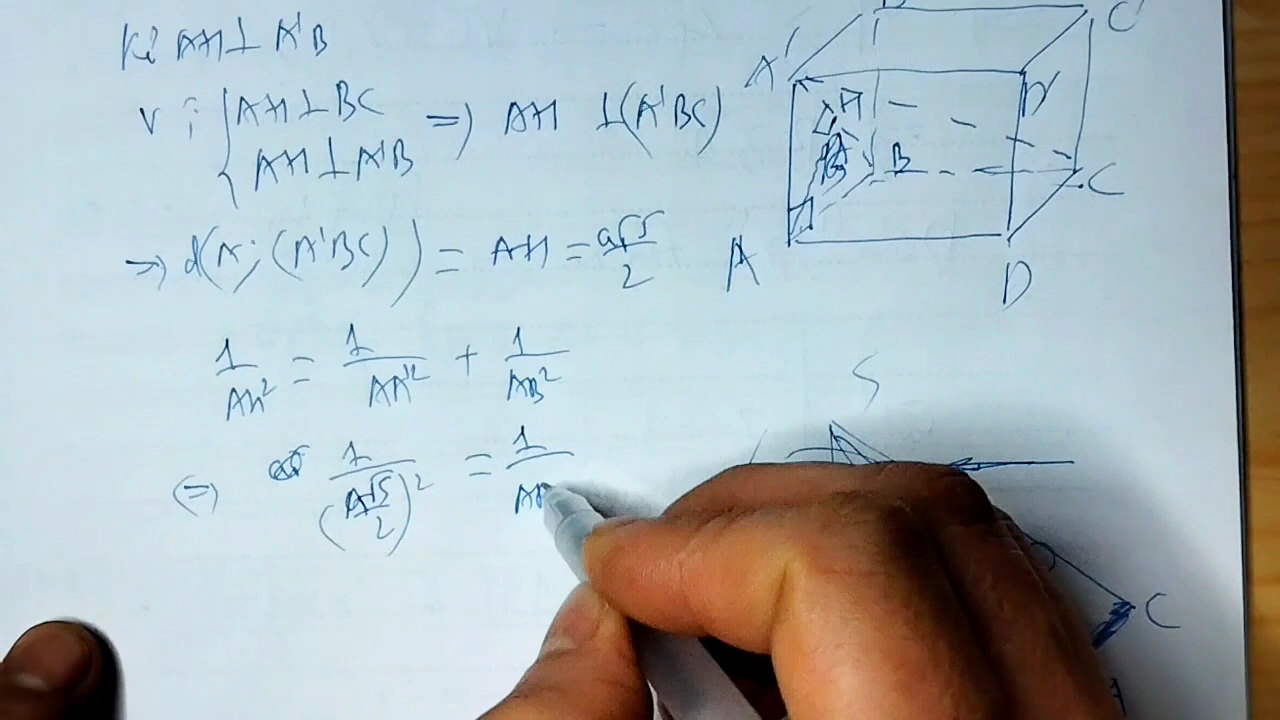 Kẻ AH⊥A'B
Vì {AH⊥BC
AH⊥A'B
=) AH ⊥(A'BC)
=> d(A;(A'BC)) = AH = a√5/2
1/AH² = 1/AA'² + 1/AB²
(=) 1/(a√5/2)² = 1/AA
A'
B'
C'
D'
H
B
C
A
D
S
C